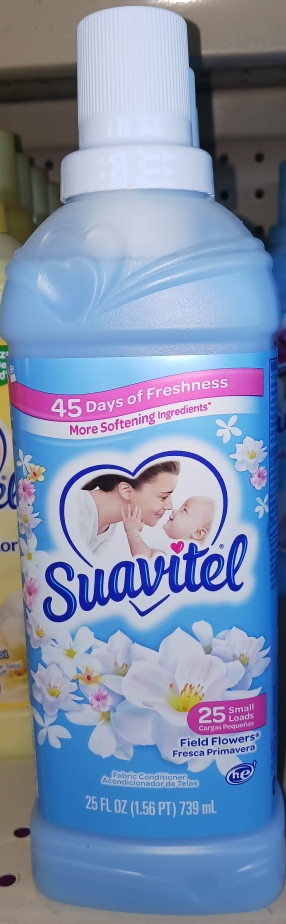 45 Days of Freshness
More Softening Ingredients*
Suavitel®
25 Small Loads
Cargas Pequeñas
Field Flowers®
Fresca Primavera
he
Fabric Conditioner
Acondicionador de Telas
25 FL OZ (1.56 PT) 739 mL